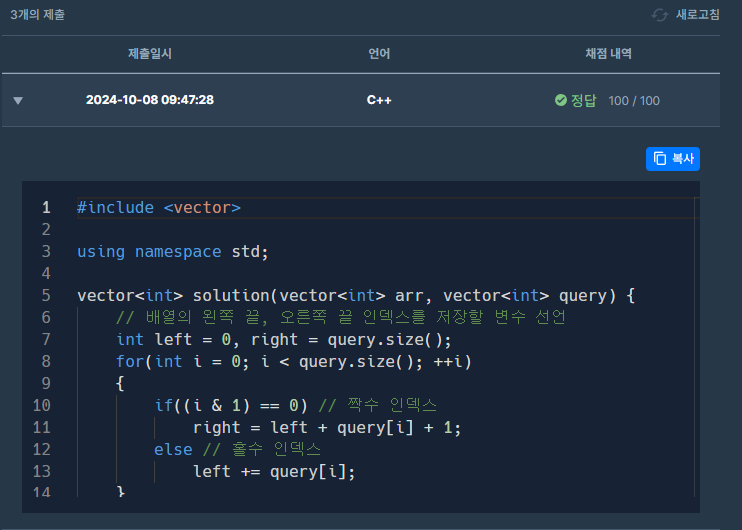 3개의 제출
새로고침
제출일시 언어 채점 내역
▼ 2024-10-08 09:47:28 C++ 정답 100 / 100
복사
1 #include <vector>
2
3 using namespace std;
4
5 vector<int> solution(vector<int> arr, vector<int> query) {
6 // 배열의 왼쪽 끝, 오른쪽 끝 인덱스를 저장할 변수 선언
7 int left = 0, right = query.size();
8 for(int i = 0; i < query.size(); ++i)
9 {
10 if((i & 1) == 0) // 짝수 인덱스
11 right = left + query[i] + 1;
12 else // 홀수 인덱스
13 left += query[i];
14 }